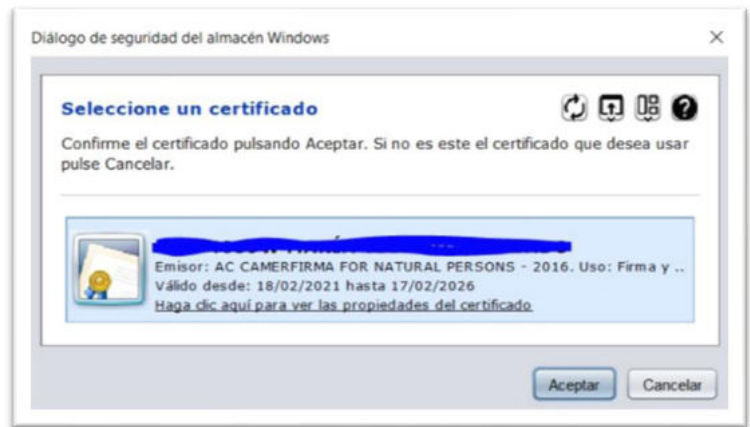 Diálogo de seguridad del almacén Windows
Seleccione un certificado
Confirme el certificado pulsando Aceptar. Si no es este el certificado que desea usar
pulse Cancelar.
Emisor: AC CAMERFIRMA FOR NATURAL PERSONS - 2016. Uso: Firma y ..
Válido desde: 18/02/2021 hasta 17/02/2026
Haga clic aquí para ver las propiedades del certificado
Aceptar
Cancelar